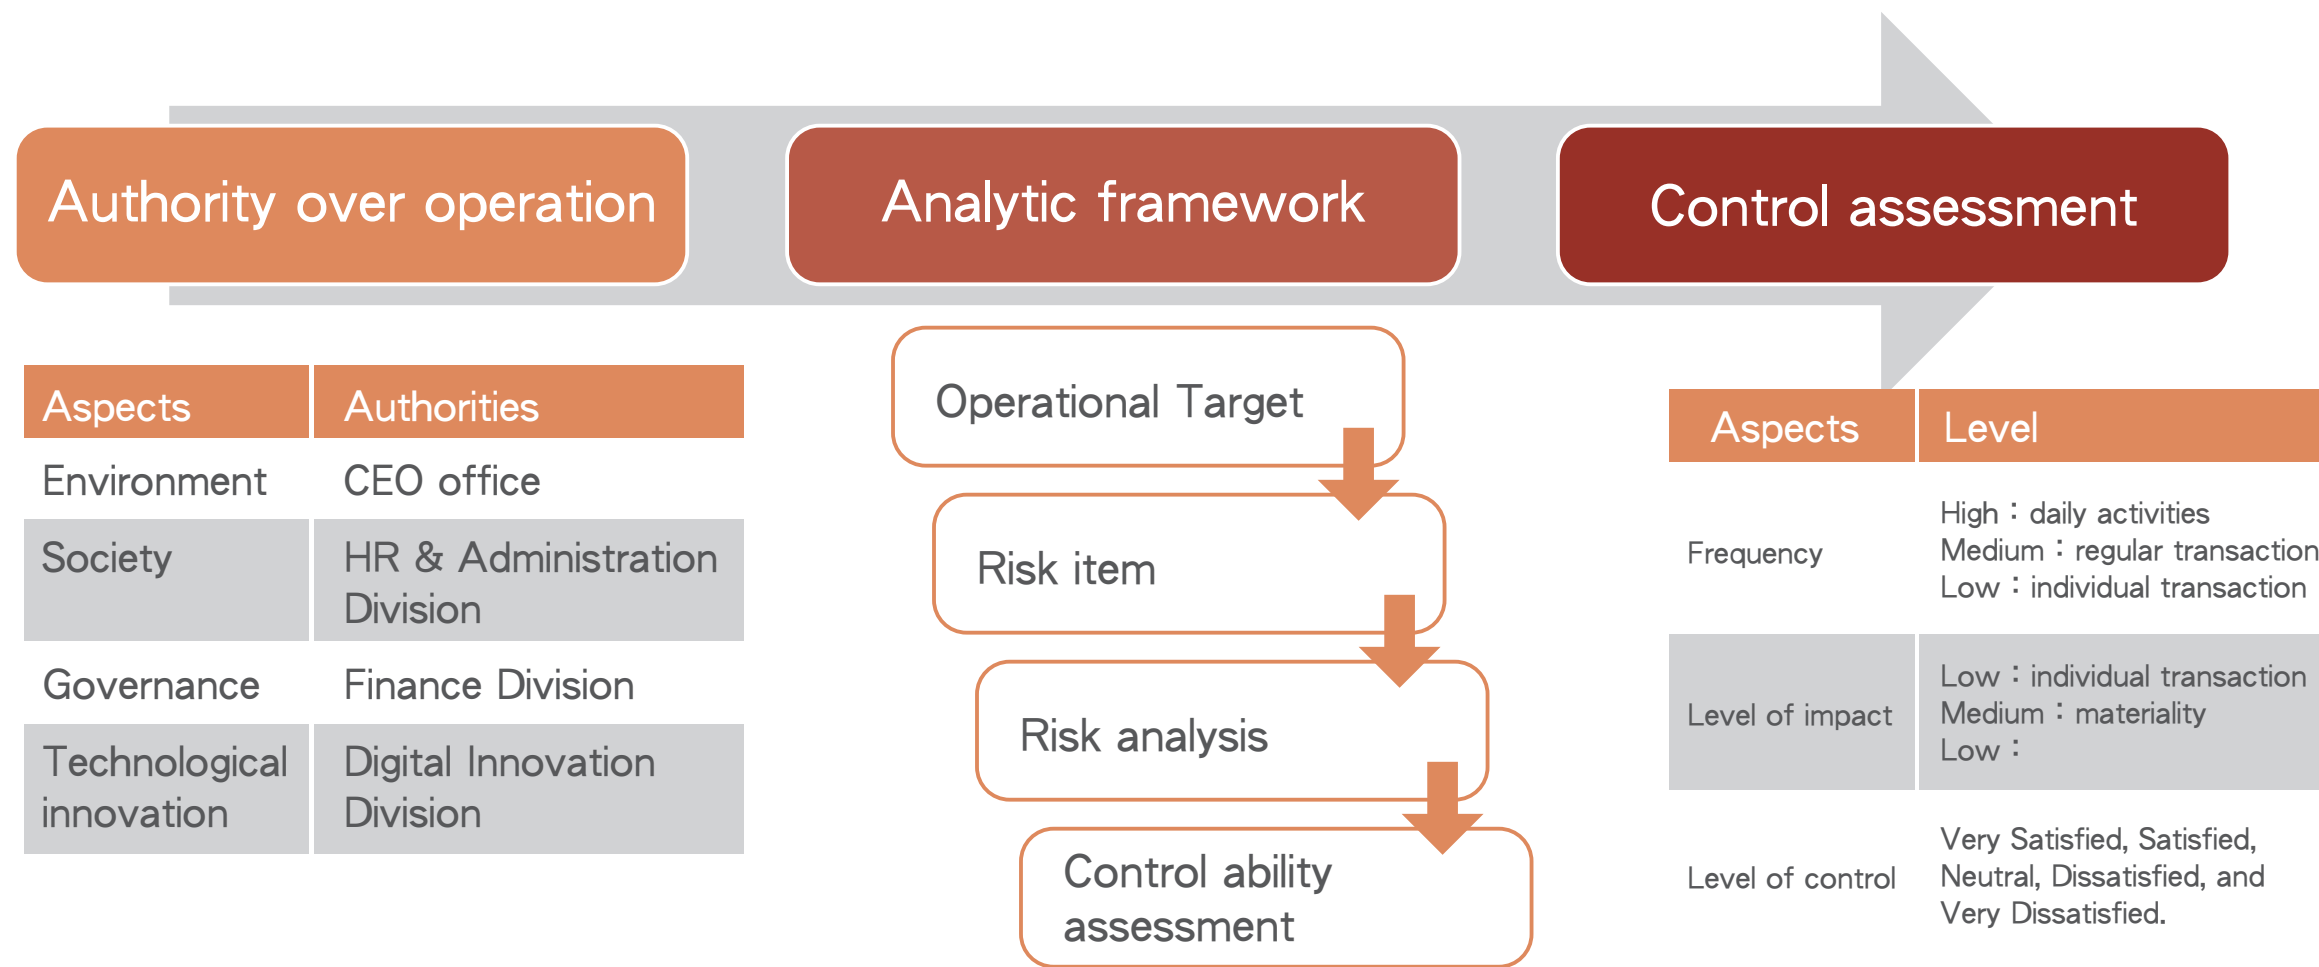 Authority over operation
Analytic framework
Control assessment
Aspects
Authorities
Environment
CEO office
Society
HR & Administration
Division
Governance
Finance Division
Technological
innovation
Digital Innovation
Division
Operational Target
Risk item
Risk analysis
Control ability
assessment
Aspects
Level
Frequency
High：daily activities
Medium：regular transaction
Low：individual transaction
Level of impact
Low：individual transaction
Medium：materiality
Low：
Level of control
Very Satisfied, Satisfied,
Neutral, Dissatisfied, and
Very Dissatisfied.